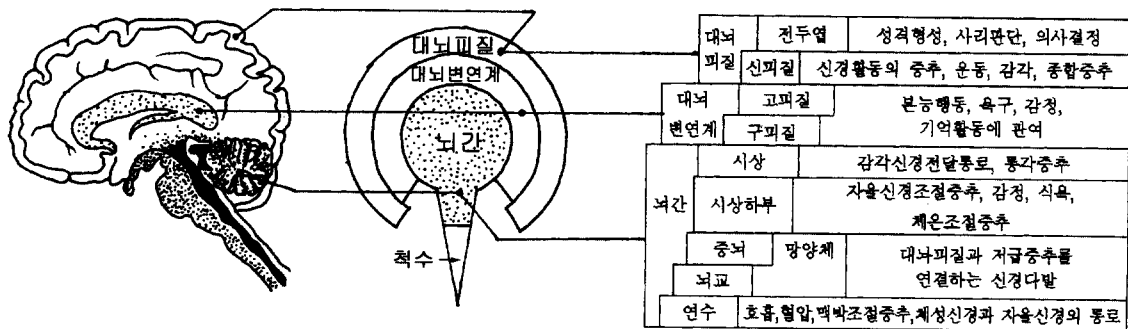 대뇌피질
대뇌변연계
뇌간
척수
대뇌 피질
전두엽
성격형성, 사리판단, 의사결정
신피질
신경활동의 중추, 운동, 감각, 종합중추
대뇌 변연계
고피질
구피질
본능행동, 욕구, 감정,
기억활동에 관여
뇌간
시상
감각신경전달통로, 통각중추
시상하부
자율신경조절중추, 감정, 식욕,
체온조절중추
중뇌
망양체
뇌교
대뇌피질과 저급중추를
연결하는 신경다발
연수
호흡,혈압,맥박조절중추,체성신경과 자율신경의 통로